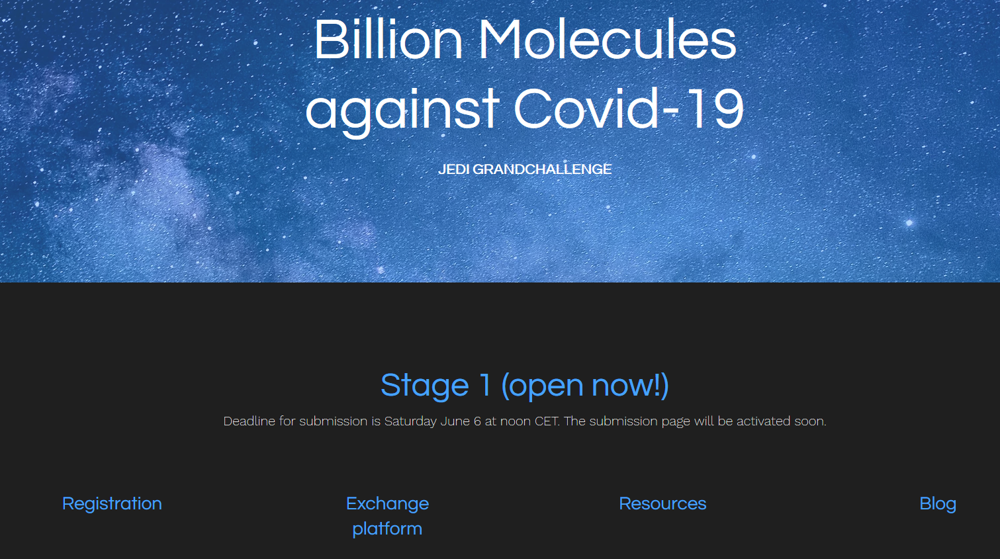 Billion Molecules
against Covid-19
JEDI GRANDCHALLENGE
Stage 1 (open now!)
Deadline for submission is Saturday June 6 at noon CET. The submission page will be activated soon.
Registration
Exchange
platform
Resources
Blog